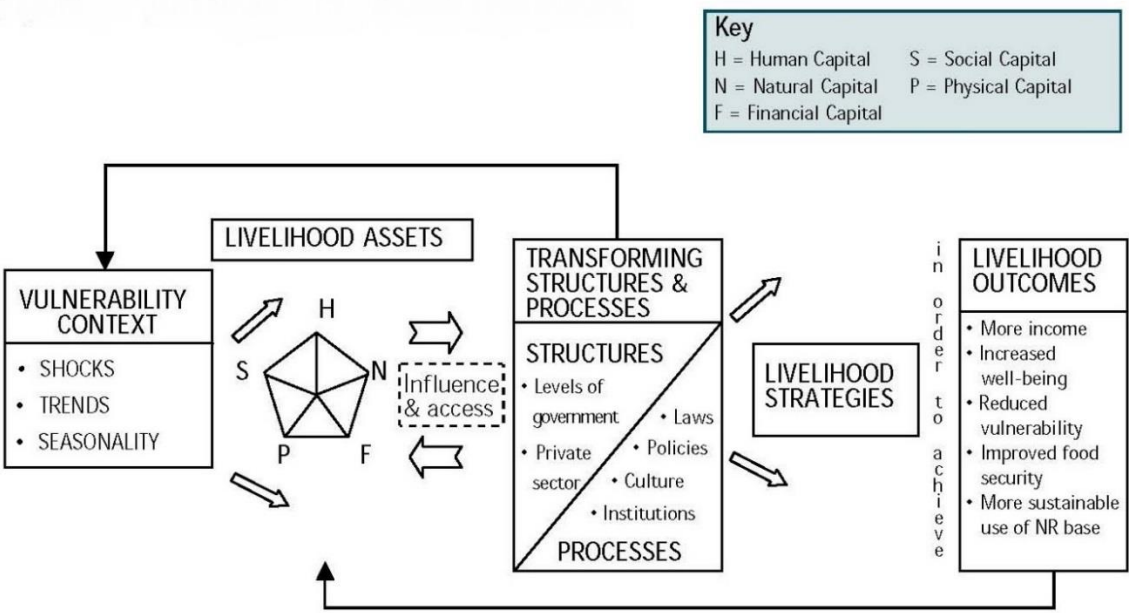 Key
H = Human Capital
S = Social Capital
N = Natural Capital
P = Physical Capital
F = Financial Capital
LIVELIHOOD ASSETS
VULNERABILITY
CONTEXT
• SHOCKS
• TRENDS
• SEASONALITY
H
S
N
P
F
Influence
& access
TRANSFORMING
STRUCTURES &
PROCESSES
STRUCTURES
• Levels of
government
• Private
sector
• Laws
• Policies
• Culture
• Institutions
PROCESSES
LIVELIHOOD
STRATEGIES
in order to achieve
LIVELIHOOD
OUTCOMES
• More income
• Increased
well-being
• Reduced
vulnerability
• Improved food
security
• More sustainable
use of NR base